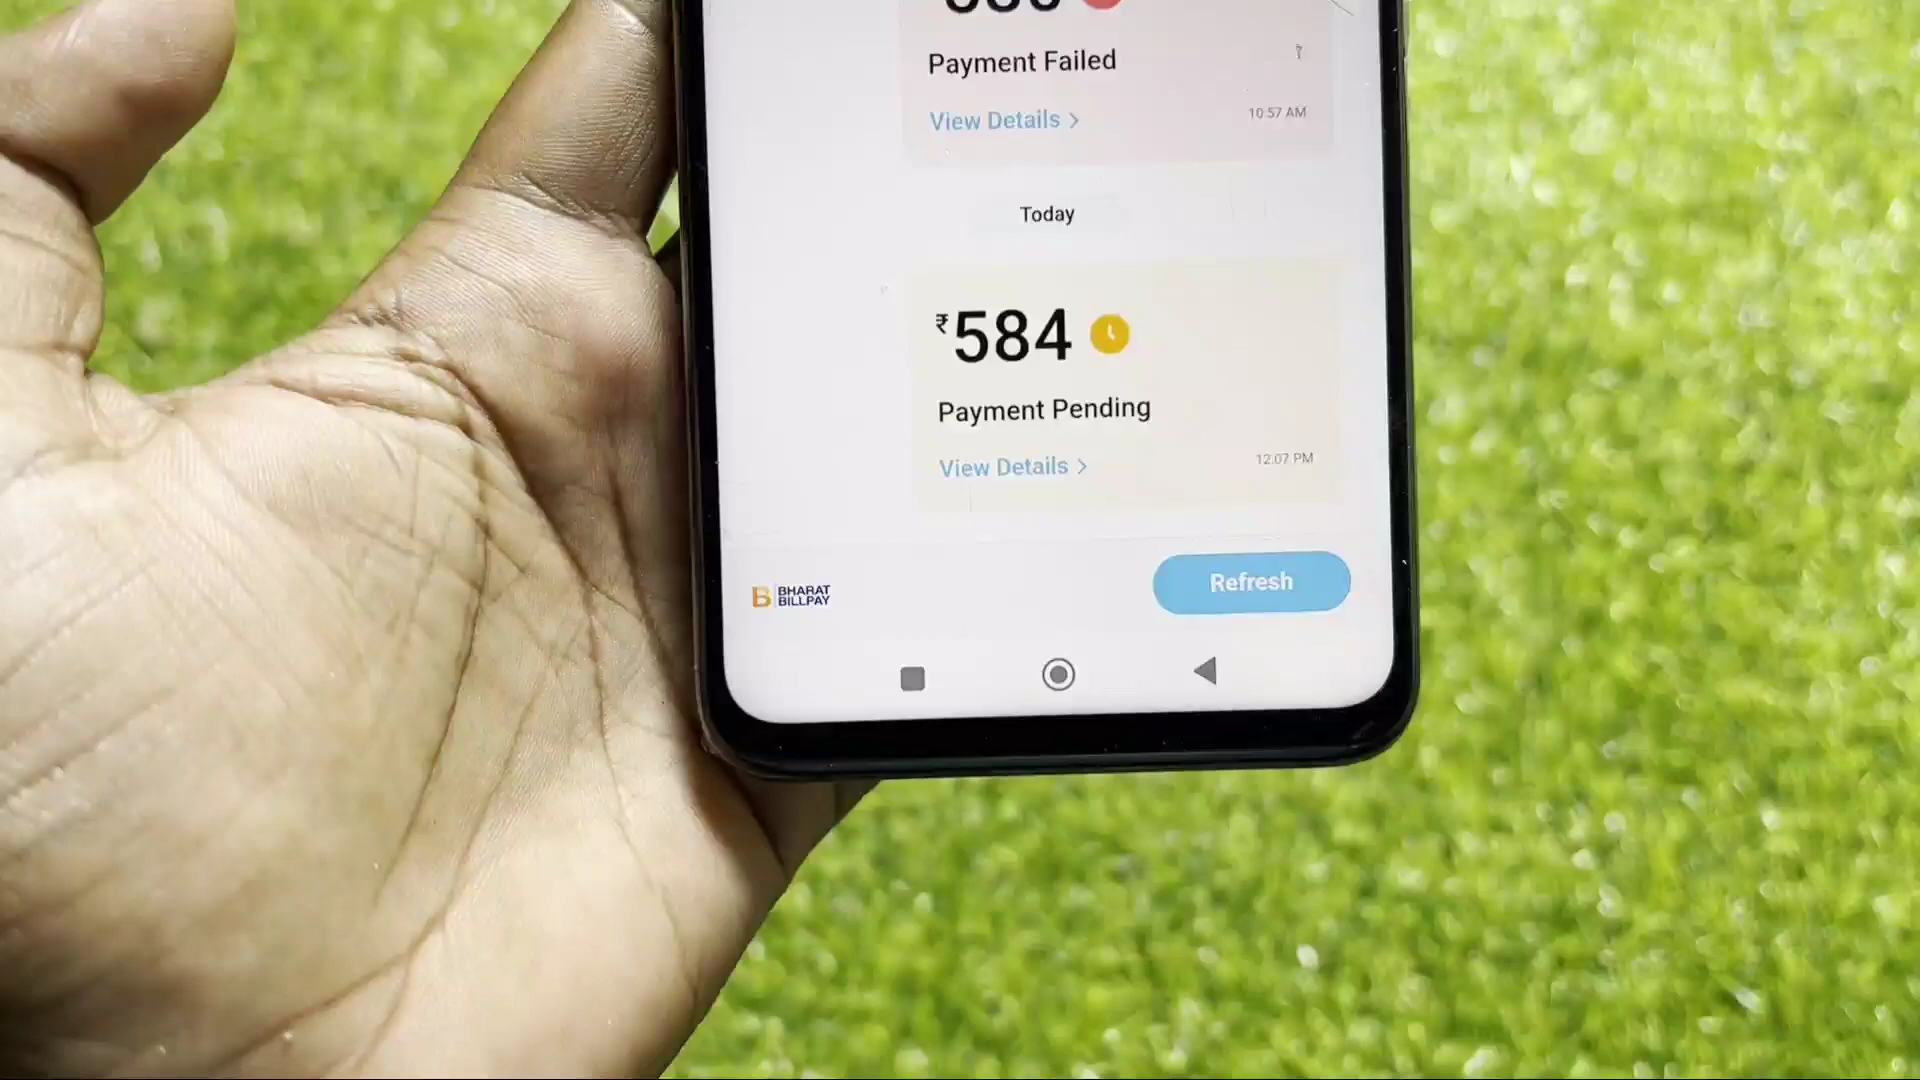 Payment Failed
View Details >
10:57 AM
Today
₹584
Payment Pending
View Details >
12:07 PM
BHARAT
BILLPAY
Refresh